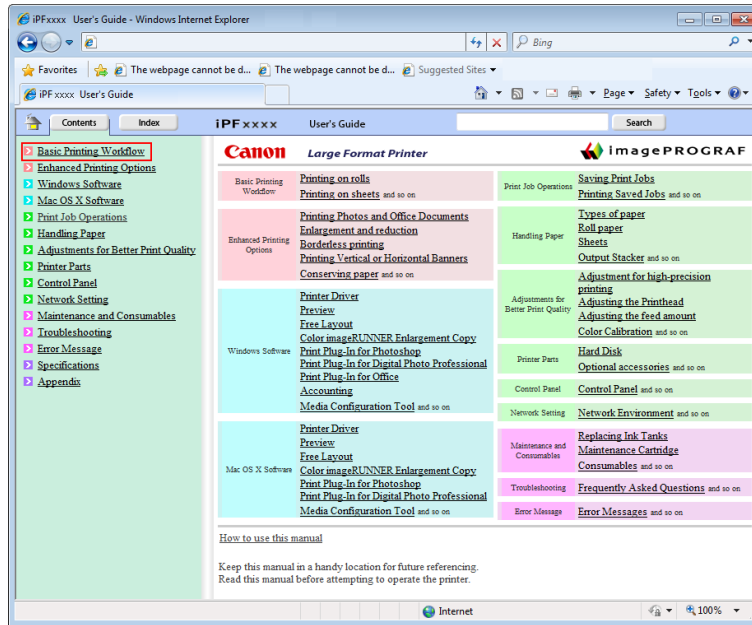 iPFxxxx User's Guide - Windows Internet Explorer
Bing
Favorites The webpage cannot be d... The webpage cannot be d... Suggested Sites
iPF xxxx User's Guide
Page Safety Tools
Contents Index iPF xxxx User's Guide Search
Basic Printing Workflow
Enhanced Printing Options
Windows Software
Mac OS X Software
Print Job Operations
Handling Paper
Adjustments for Better Print Quality
Printer Parts
Control Panel
Network Setting
Maintenance and Consumables
Troubleshooting
Error Message
Specifications
Appendix
Canon Large Format Printer imagePROGRAF
Basic Printing Workflow
Printing on rolls
Printing on sheets and so on
Enhanced Printing Options
Printing Photos and Office Documents
Enlargement and reduction
Borderless printing
Printing Vertical or Horizontal Banners
Conserving paper and so on
Windows Software
Printer Driver
Preview
Free Layout
Color imageRUNNER Enlargement Copy
Print Plug-In for Photoshop
Print Plug-In for Digital Photo Professional
Print Plug-In for Office
Accounting
Media Configuration Tool and so on
Mac OS X Software
Printer Driver
Preview
Free Layout
Color imageRUNNER Enlargement Copy
Print Plug-In for Photoshop
Print Plug-In for Digital Photo Professional
Media Configuration Tool and so on
Print Job Operations
Saving Print Jobs
Printing Saved Jobs and so on
Handling Paper
Types of paper
Roll paper
Sheets
Output Stacker and so on
Adjustments for
Better Print Quality
Adjustment for high-precision
printing
Adjusting the Printhead
Adjusting the feed amount
Color Calibration and so on
Printer Parts
Hard Disk
Optional accessories and so on
Control Panel
Control Panel and so on
Network Setting
Network Environment and so on
Maintenance and
Consumables
Replacing Ink Tanks
Maintenance Cartridge
Consumables and so on
Troubleshooting
Frequently Asked Questions and so on
Error Message
Error Messages and so on
How to use this manual
Keep this manual in a handy location for future referencing.
Read this manual before attempting to operate the printer.
Internet 100%